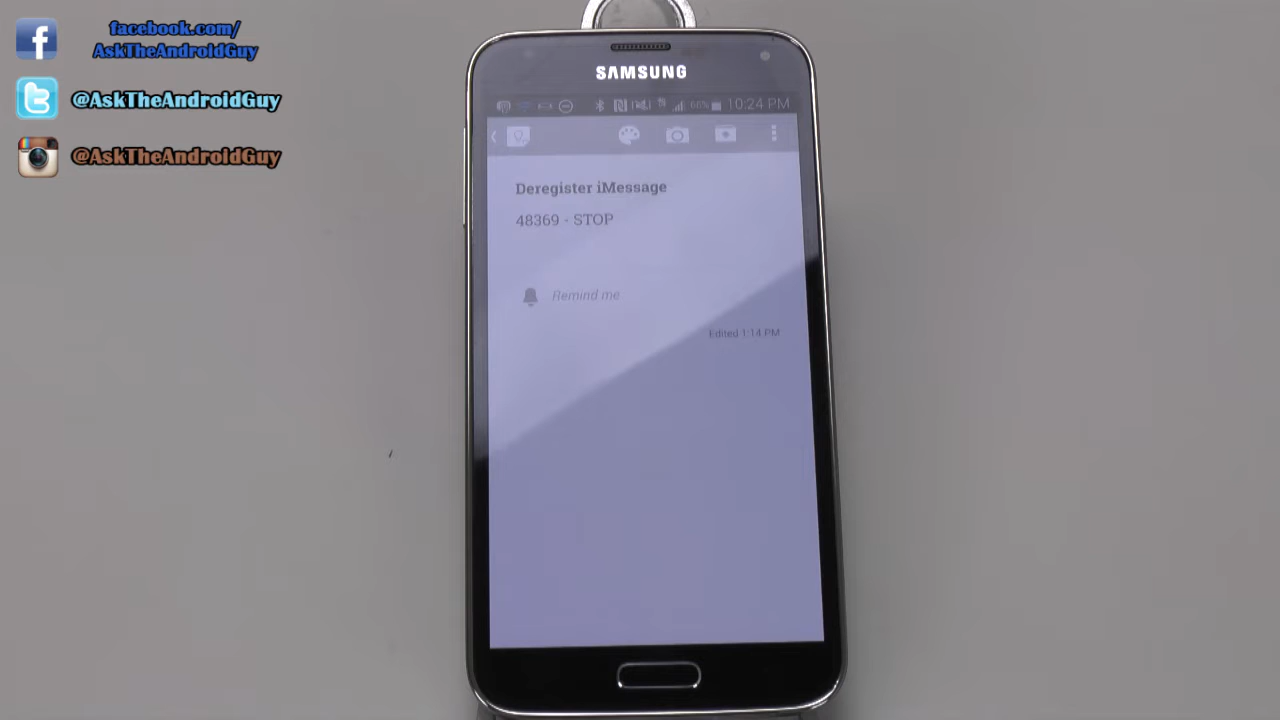 facebook.com/
AskTheAndroidGuy
@AskTheAndroidGuy
@AskTheAndroidGuy
SAMSUNG
66% 10:24 PM
Deregister iMessage
48369 - STOP
Remind me
Edited 1:14 PM